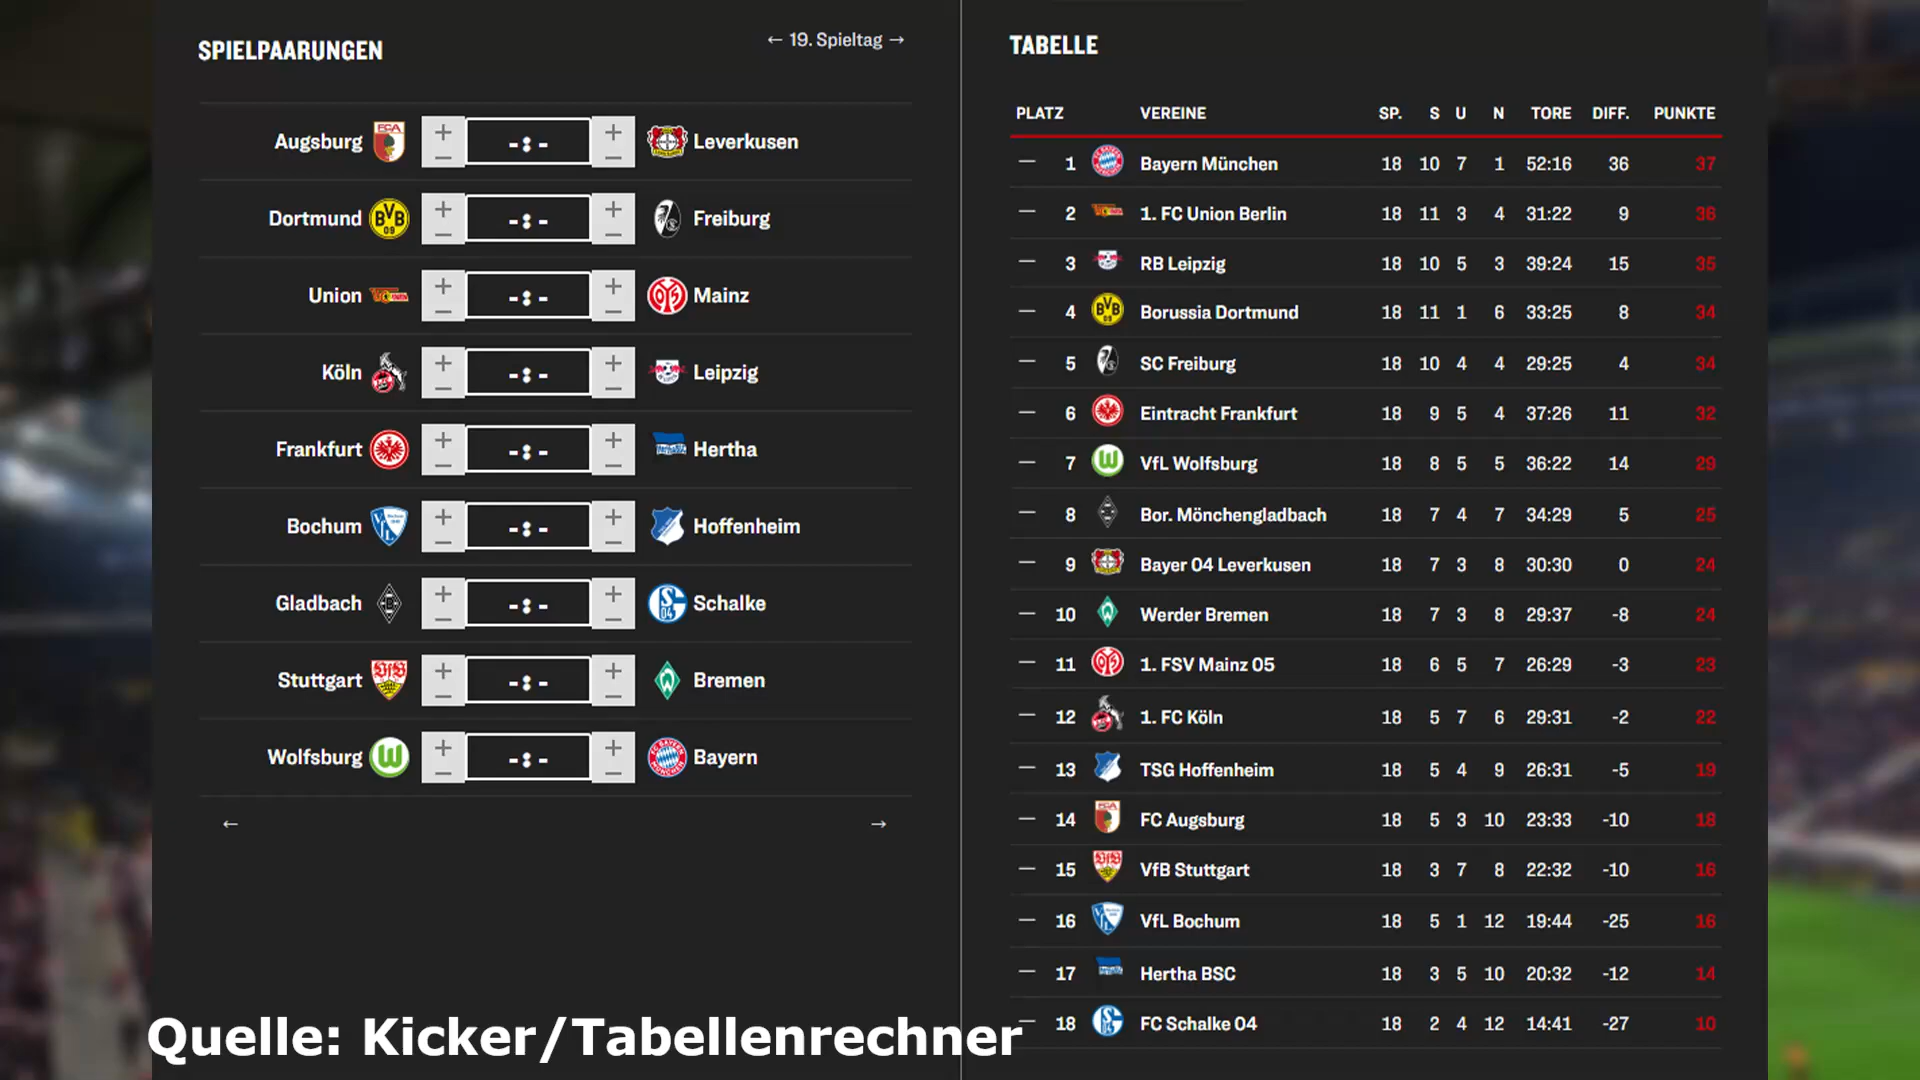 SPIELPAARUNGEN
← 19. Spieltag →
Augsburg + - : - + Leverkusen
Dortmund + - : - + Freiburg
Union + - : - + Mainz
Köln + - : - + Leipzig
Frankfurt + - : - + Hertha
Bochum + - : - + Hoffenheim
Gladbach + - : - + Schalke
Stuttgart + - : - + Bremen
Wolfsburg + - : - + Bayern
← →
TABELLE
PLATZ VEREINE SP. S U N TORE DIFF. PUNKTE
— 1 Bayern München 18 10 7 1 52:16 36 37
— 2 1. FC Union Berlin 18 11 3 4 31:22 9 36
— 3 RB Leipzig 18 10 5 3 39:24 15 35
— 4 Borussia Dortmund 18 11 1 6 33:25 8 34
— 5 SC Freiburg 18 10 4 4 29:25 4 34
— 6 Eintracht Frankfurt 18 9 5 4 37:26 11 32
— 7 VfL Wolfsburg 18 8 5 5 36:22 14 29
— 8 Bor. Mönchengladbach 18 7 4 7 34:29 5 25
— 9 Bayer 04 Leverkusen 18 7 3 8 30:30 0 24
— 10 Werder Bremen 18 7 3 8 29:37 -8 24
— 11 1. FSV Mainz 05 18 6 5 7 26:29 -3 23
— 12 1. FC Köln 18 5 7 6 29:31 -2 22
— 13 TSG Hoffenheim 18 5 4 9 26:31 -5 19
— 14 FC Augsburg 18 5 3 10 23:33 -10 18
— 15 VfB Stuttgart 18 3 7 8 22:32 -10 16
— 16 VfL Bochum 18 5 1 12 19:44 -25 16
— 17 Hertha BSC 18 3 5 10 20:32 -12 14
— 18 FC Schalke 04 18 2 4 12 14:41 -27 10
Quelle: Kicker/Tabellenrechner